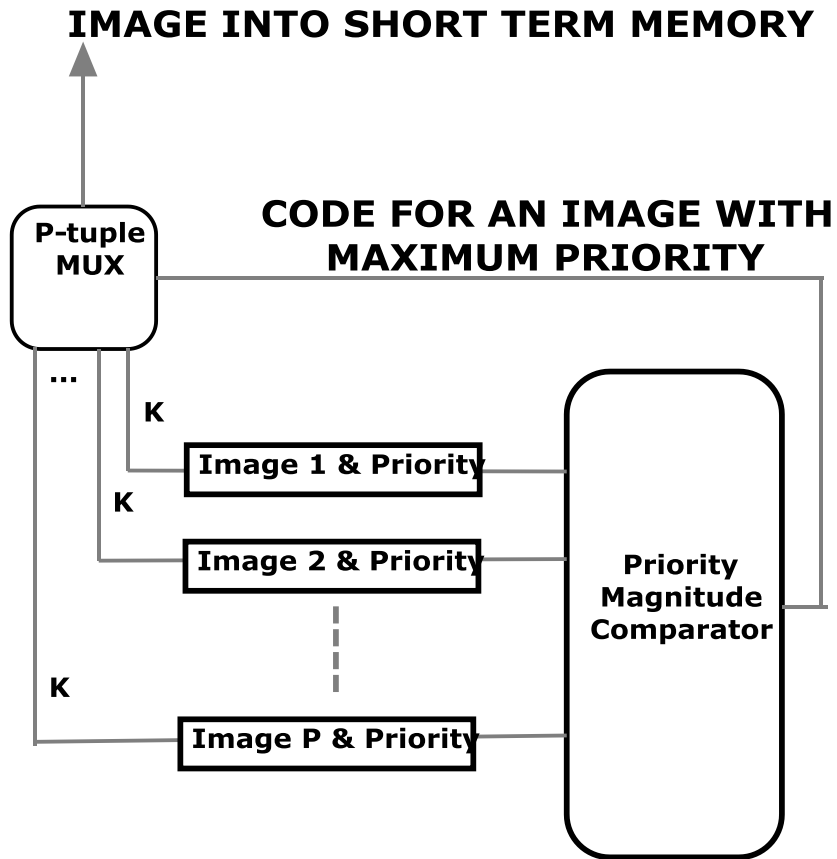 IMAGE INTO SHORT TERM MEMORY
CODE FOR AN IMAGE WITH
MAXIMUM PRIORITY
P-tuple
MUX
...
K
Image 1 & Priority
K
Image 2 & Priority
Priority
Magnitude
Comparator
K
Image P & Priority